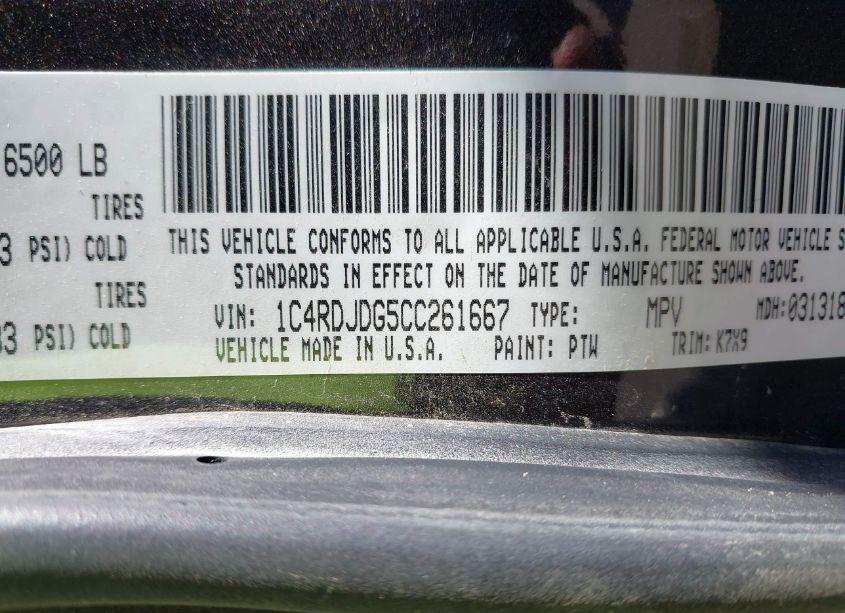 6500 LB
TIRES
3 PSI) COLD
TIRES
33 PSI) COLD
THIS VEHICLE CONFORMS TO ALL APPLICABLE U.S.A. FEDERAL MOTOR VEHICLE S
STANDARDS IN EFFECT ON THE DATE OF MANUFACTURE SHOWN ABOVE.
VIN: 1C4RDJDG5CC261667 TYPE: MPV MDH:031318
VEHICLE MADE IN U.S.A. PAINT: PTW TRIM: K7X9